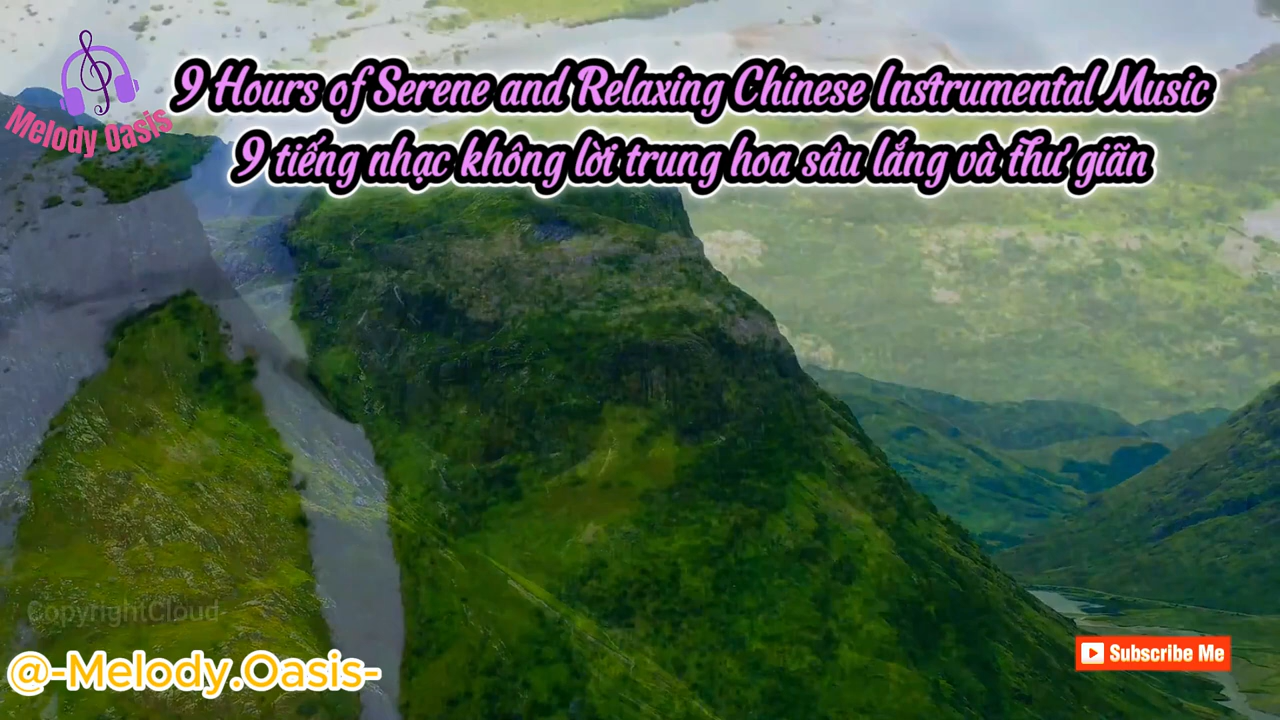 Melody Oasis
9 Hours of Serene and Relaxing Chinese Instrumental Music
9 tiếng nhạc không lời trung hoa sâu lắng và thư giãn
CopyrightCloud
@-Melody.Oasis-
Subscribe Me